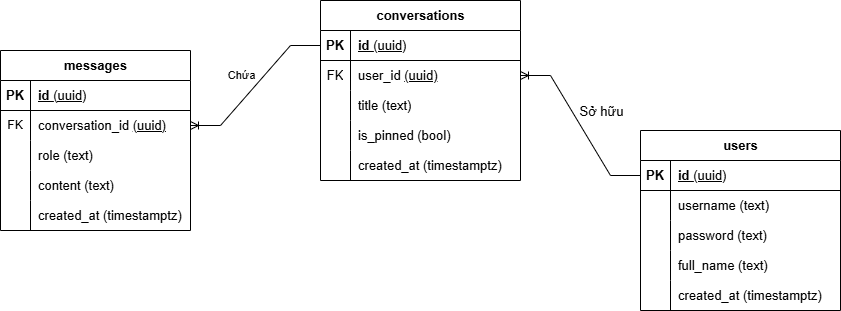 conversations
PK id (uuid)
FK user_id (uuid)
title (text)
is_pinned (bool)
created_at (timestamptz)
messages
PK id (uuid)
FK conversation_id (uuid)
role (text)
content (text)
created_at (timestamptz)
Chứa
Sở hữu
users
PK id (uuid)
username (text)
password (text)
full_name (text)
created_at (timestamptz)